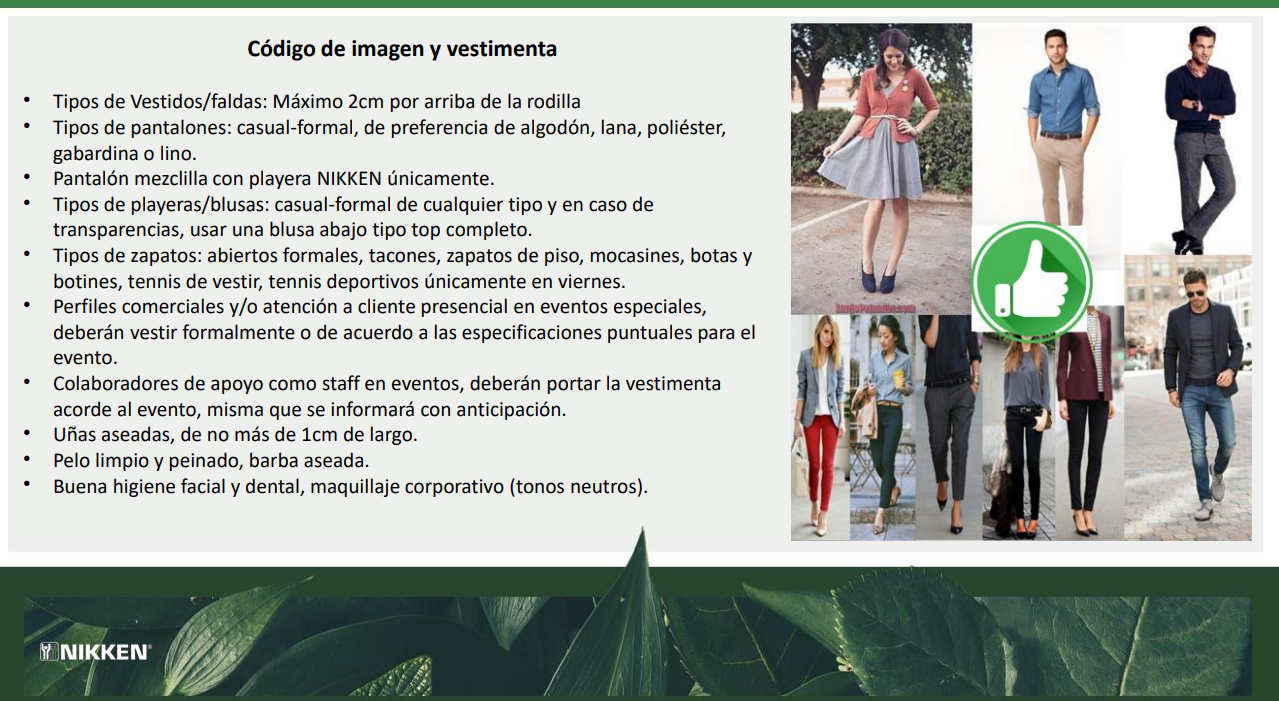 Código de imagen y vestimenta
• Tipos de Vestidos/faldas: Máximo 2cm por arriba de la rodilla
• Tipos de pantalones: casual-formal, de preferencia de algodón, lana, poliéster,
gabardina o lino.
• Pantalón mezclilla con playera NIKKEN únicamente.
• Tipos de playeras/blusas: casual-formal de cualquier tipo y en caso de
transparencias, usar una blusa abajo tipo top completo.
• Tipos de zapatos: abiertos formales, tacones, zapatos de piso, mocasines, botas y
botines, tennis de vestir, tennis deportivos únicamente en viernes.
• Perfiles comerciales y/o atención a cliente presencial en eventos especiales,
deberán vestir formalmente o de acuerdo a las especificaciones puntuales para el
evento.
• Colaboradores de apoyo como staff en eventos, deberán portar la vestimenta
acorde al evento, misma que se informará con anticipación.
• Uñas aseadas, de no más de 1cm de largo.
• Pelo limpio y peinado, barba aseada.
• Buena higiene facial y dental, maquillaje corporativo (tonos neutros).
NIKKEN®